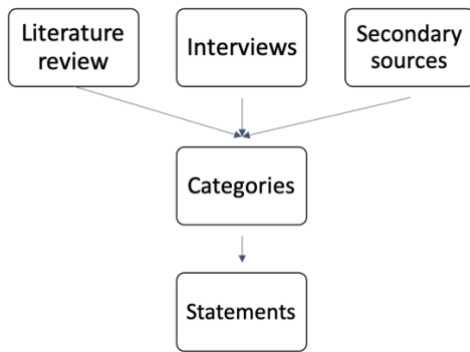 Literature
review
Interviews
Secondary
sources
Categories
Statements